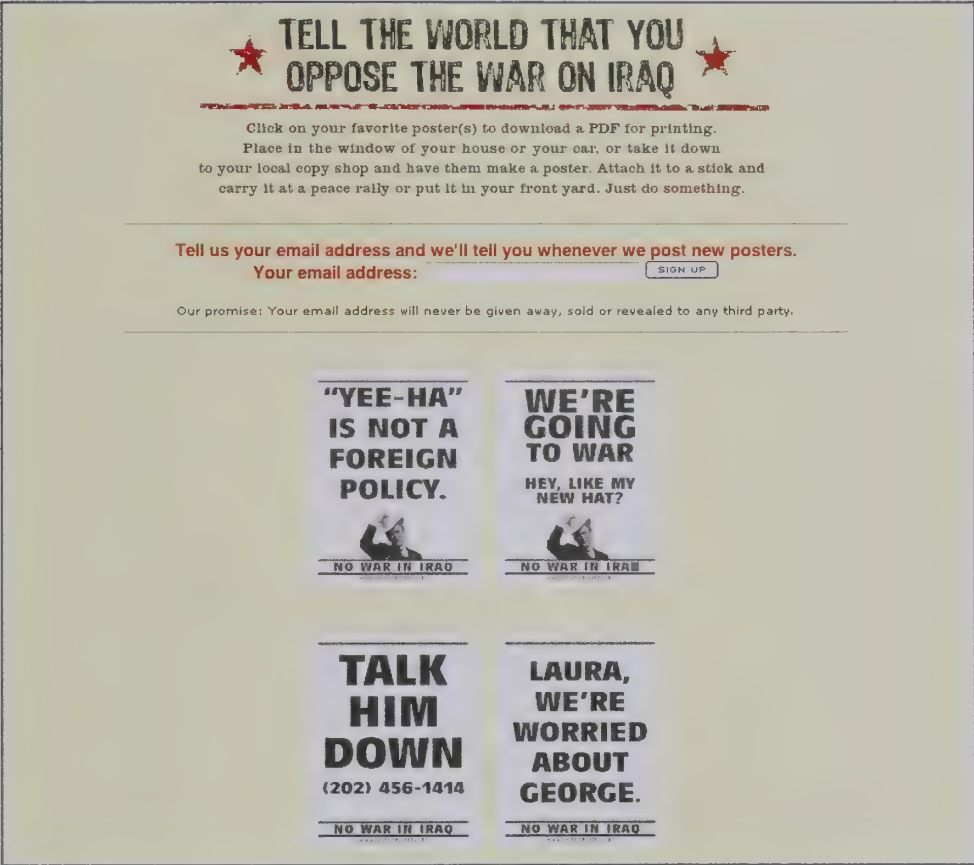 TELL THE WORLD THAT YOU
OPPOSE THE WAR ON IRAQ
Click on your favorite poster(s) to download a PDF for printing.
Place in the window of your house or your car, or take it down
to your local copy shop and have them make a poster. Attach it to a stick and
carry it at a peace rally or put it in your front yard. Just do something.
Tell us your email address and we'll tell you whenever we post new posters.
Your email address:
SIGN UP
Our promise: Your email address will never be given away, sold or revealed to any third party.
"YEE-HA"
IS NOT A
FOREIGN
POLICY.
NO WAR IN IRAQ
WE'RE
GOING
TO WAR
HEY, LIKE MY
NEW HAT?
NO WAR IN IRAQ
TALK
HIM
DOWN
(202) 456-1414
NO WAR IN IRAQ
LAURA,
WE'RE
WORRIED
ABOUT
GEORGE.
NO WAR IN IRAQ